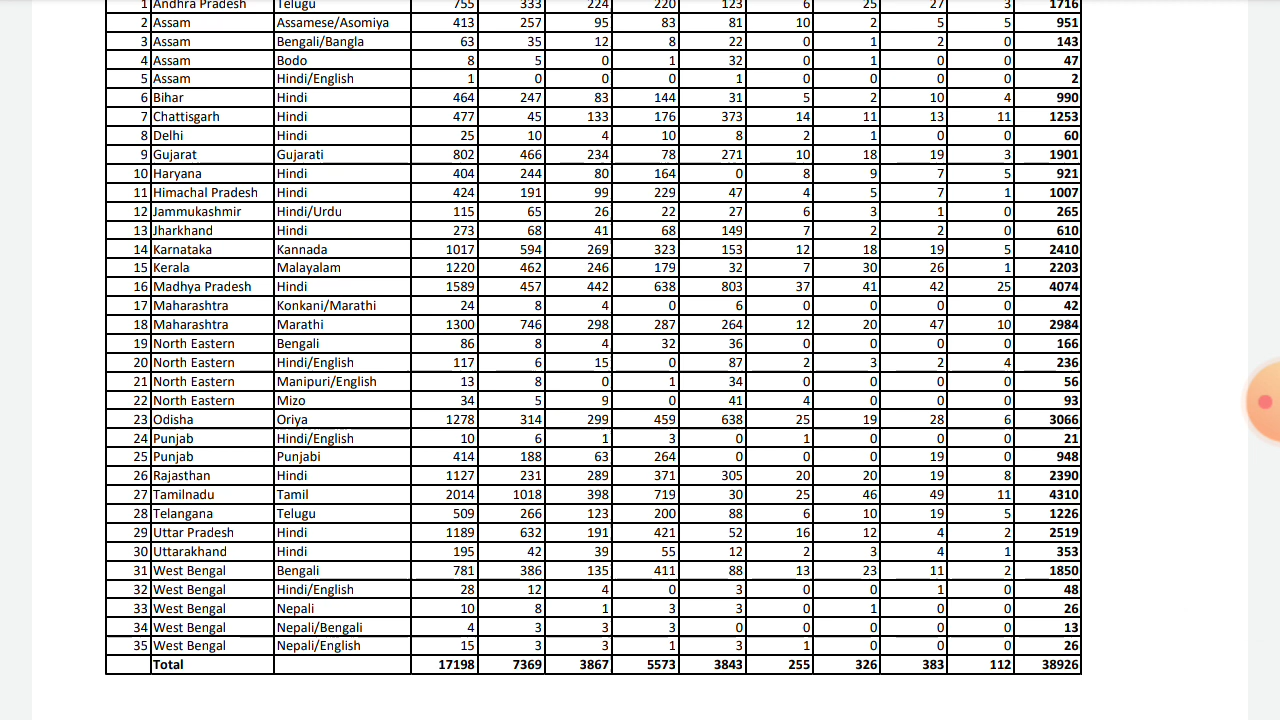 1 Andhra Pradesh Telugu 755 333 224 220 123 6 25 27 3 1716
2 Assam Assamese/Asomiya 413 257 95 83 81 10 2 5 5 951
3 Assam Bengali/Bangla 63 35 12 8 22 0 1 2 0 143
4 Assam Bodo 8 5 0 1 32 0 1 0 0 47
5 Assam Hindi/English 1 0 0 0 1 0 0 0 0 2
6 Bihar Hindi 464 247 83 144 31 5 2 10 4 990
7 Chattisgarh Hindi 477 45 133 176 373 14 11 13 11 1253
8 Delhi Hindi 25 10 4 10 8 2 1 0 0 60
9 Gujarat Gujarati 802 466 234 78 271 10 18 19 3 1901
10 Haryana Hindi 404 244 80 164 0 8 9 7 5 921
11 Himachal Pradesh Hindi 424 191 99 229 47 4 5 7 1 1007
12 Jammukashmir Hindi/Urdu 115 65 26 22 27 6 3 1 0 265
13 Jharkhand Hindi 273 68 41 68 149 7 2 2 0 610
14 Karnataka Kannada 1017 594 269 323 153 12 18 19 5 2410
15 Kerala Malayalam 1220 462 246 179 32 7 30 26 1 2203
16 Madhya Pradesh Hindi 1589 457 442 638 803 37 41 42 25 4074
17 Maharashtra Konkani/Marathi 24 8 4 0 6 0 0 0 0 42
18 Maharashtra Marathi 1300 746 298 287 264 12 20 47 10 2984
19 North Eastern Bengali 86 8 4 32 36 0 0 0 0 166
20 North Eastern Hindi/English 117 6 15 0 87 2 3 2 4 236
21 North Eastern Manipuri/English 13 8 0 1 34 0 0 0 0 56
22 North Eastern Mizo 34 5 9 0 41 4 0 0 0 93
23 Odisha Oriya 1278 314 299 459 638 25 19 28 6 3066
24 Punjab Hindi/English 10 6 1 3 0 1 0 0 0 21
25 Punjab Punjabi 414 188 63 264 0 0 0 19 0 948
26 Rajasthan Hindi 1127 231 289 371 305 20 20 19 8 2390
27 Tamilnadu Tamil 2014 1018 398 719 30 25 46 49 11 4310
28 Telangana Telugu 509 266 123 200 88 6 10 19 5 1226
29 Uttar Pradesh Hindi 1189 632 191 421 52 16 12 4 2 2519
30 Uttarakhand Hindi 195 42 39 55 12 2 3 4 1 353
31 West Bengal Bengali 781 386 135 411 88 13 23 11 2 1850
32 West Bengal Hindi/English 28 12 4 0 3 0 0 1 0 48
33 West Bengal Nepali 10 8 1 3 3 0 1 0 0 26
34 West Bengal Nepali/Bengali 4 3 3 3 0 0 0 0 0 13
35 West Bengal Nepali/English 15 3 3 1 3 1 0 0 0 26
Total 17198 7369 3867 5573 3843 255 326 383 112 38926